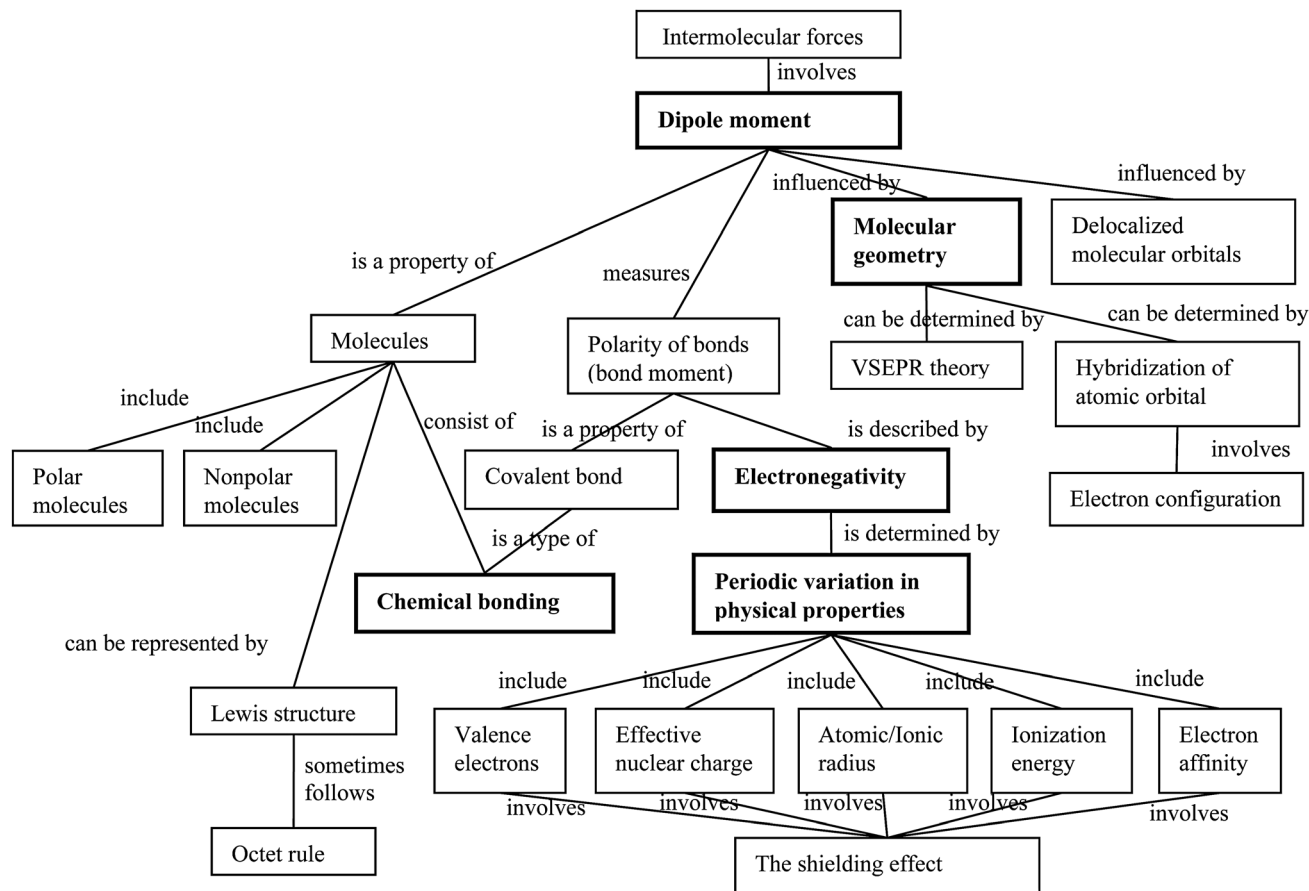 Intermolecular forces
involves
Dipole moment
influenced by
influenced by
Molecular
geometry
Delocalized
molecular orbitals
is a property of
measures
can be determined by
can be determined by
Molecules
Polarity of bonds
(bond moment)
VSEPR theory
Hybridization of
atomic orbital
include
include
consist of
is a property of
is described by
involves
Polar
molecules
Nonpolar
molecules
Covalent bond
Electronegativity
Electron configuration
is a type of
is determined by
Chemical bonding
Periodic variation in
physical properties
can be represented by
include
include
include
include
include
Lewis structure
Valence
electrons
Effective
nuclear charge
Atomic/Ionic
radius
Ionization
energy
Electron
affinity
sometimes
follows
involves
involves
involves
involves
involves
Octet rule
The shielding effect